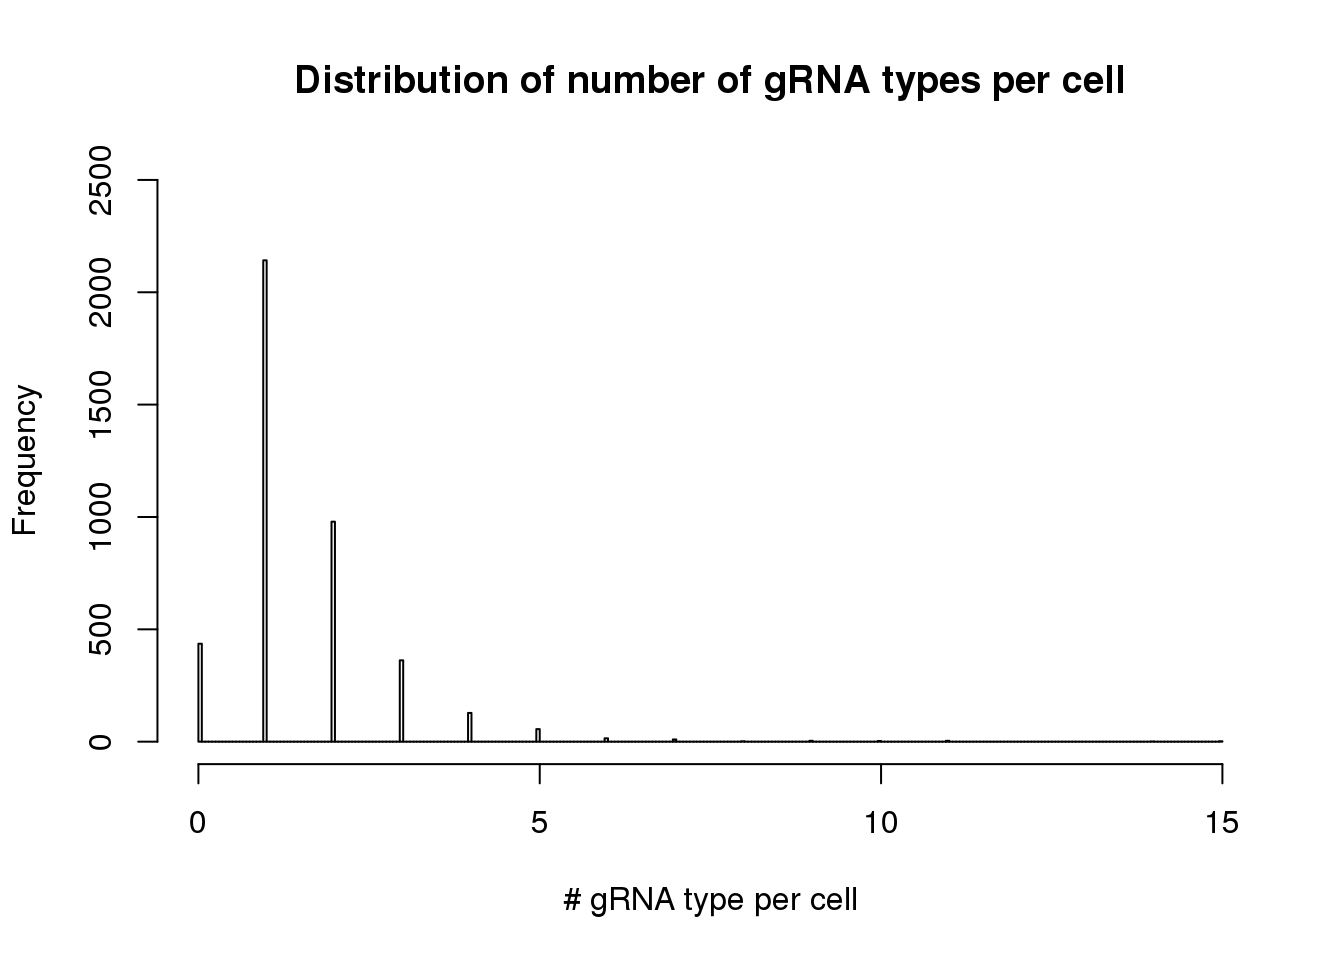 Distribution of number of gRNA types per cell
Frequency
2500
2000
1500
1000
500
0
0 5 10 15
# gRNA type per cell